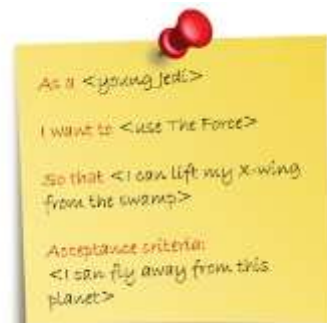 As a <young Jedi>
I want to <use The Force>
So that <I can lift my X-wing
from the swamp>
Acceptance criteria:
<I can fly away from this
planet>